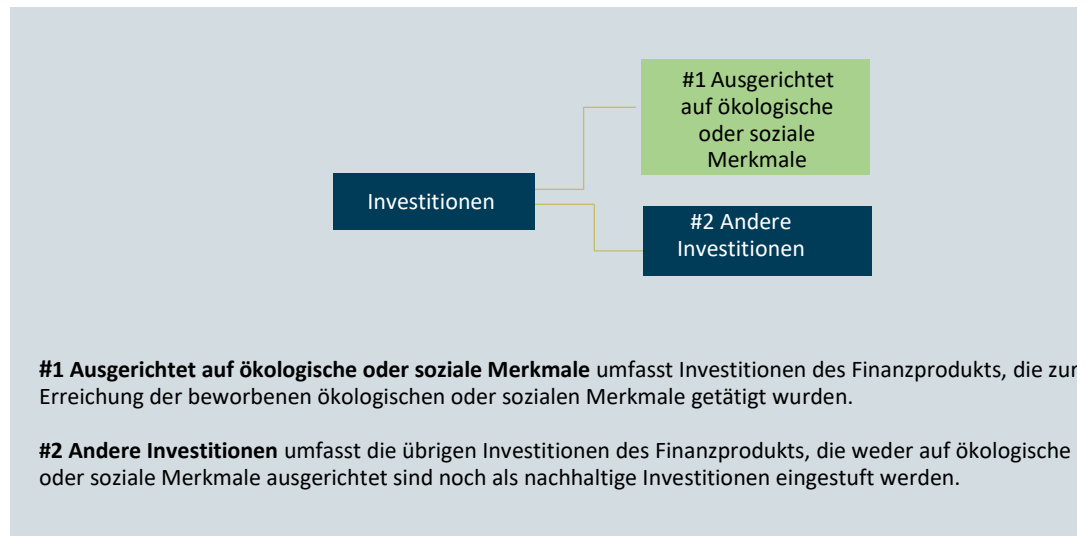 #1 Ausgerichtet
auf ökologische
oder soziale
Merkmale
Investitionen
#2 Andere
Investitionen
#1 Ausgerichtet auf ökologische oder soziale Merkmale umfasst Investitionen des Finanzprodukts, die zur
Erreichung der beworbenen ökologischen oder sozialen Merkmale getätigt wurden.
#2 Andere Investitionen umfasst die übrigen Investitionen des Finanzprodukts, die weder auf ökologische
oder soziale Merkmale ausgerichtet sind noch als nachhaltige Investitionen eingestuft werden.